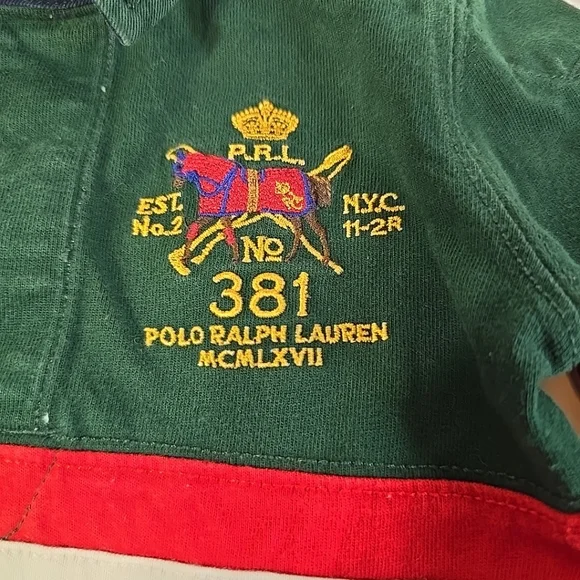 P.R.L.
EST. N.Y.C.
No.2 11-2R
No
381
POLO RALPH LAUREN
MCMLXVII